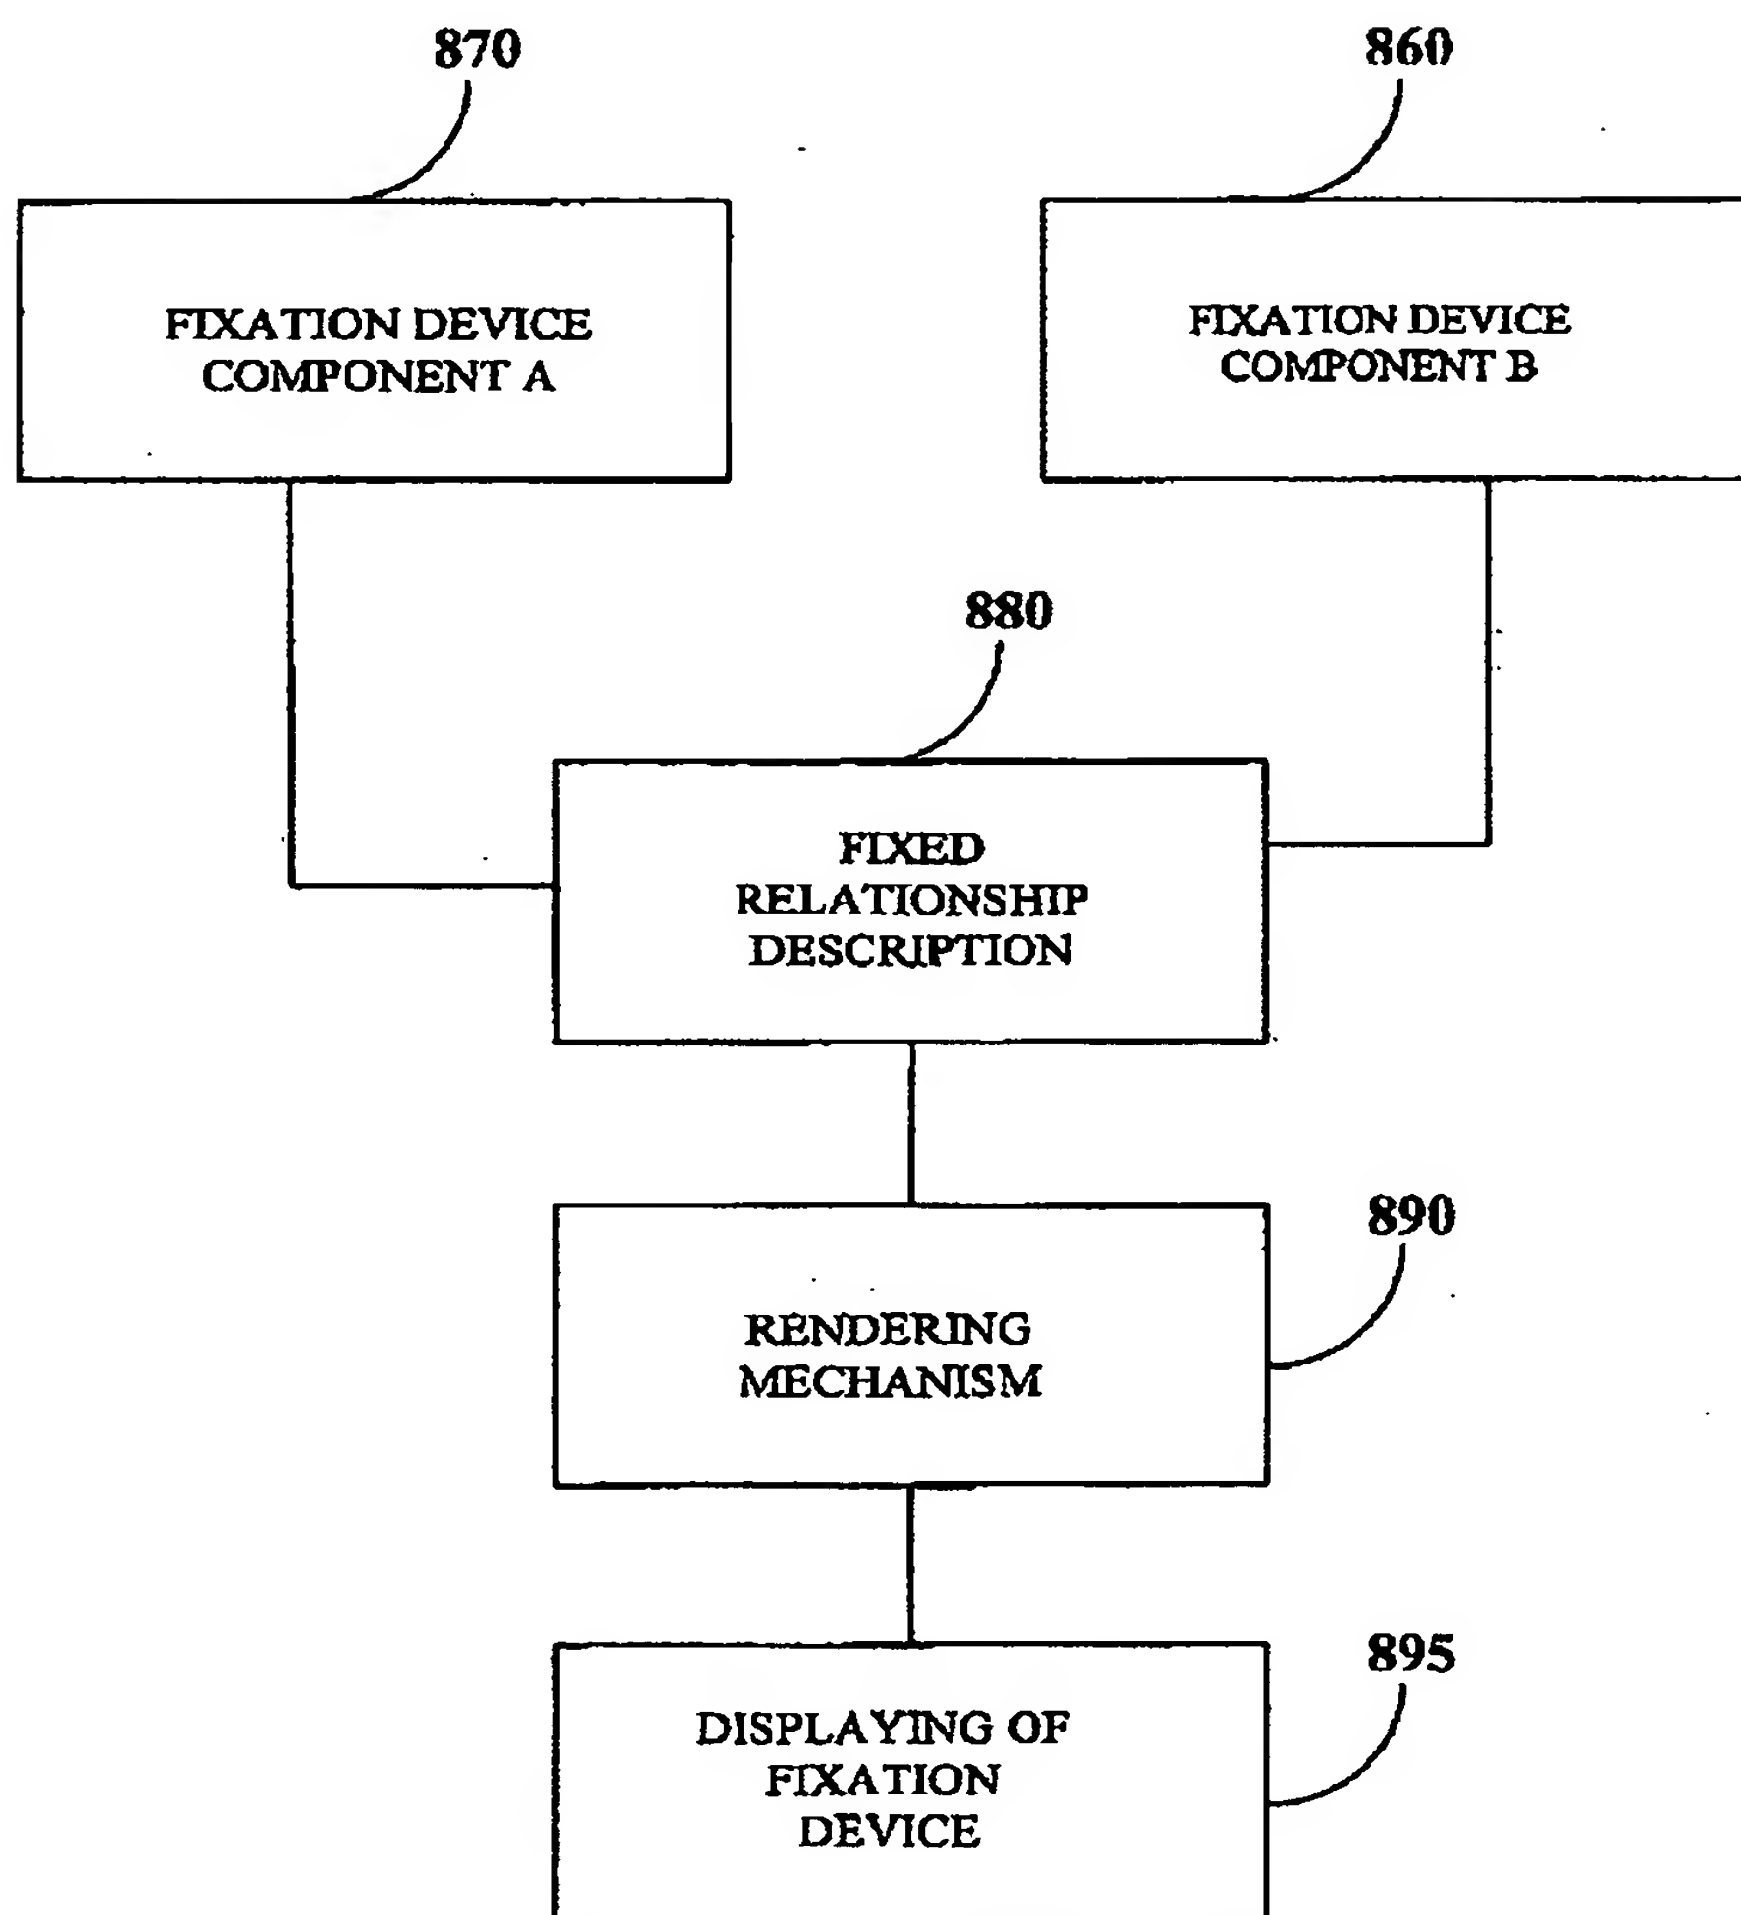 870
860
FIXATION DEVICE
COMPONENT A
FIXATION DEVICE
COMPONENT B
880
FIXED
RELATIONSHIP
DESCRIPTION
890
RENDERING
MECHANISM
895
DISPLAYING OF
FIXATION
DEVICE